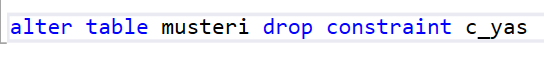 alter table musteri drop constraint c_yas